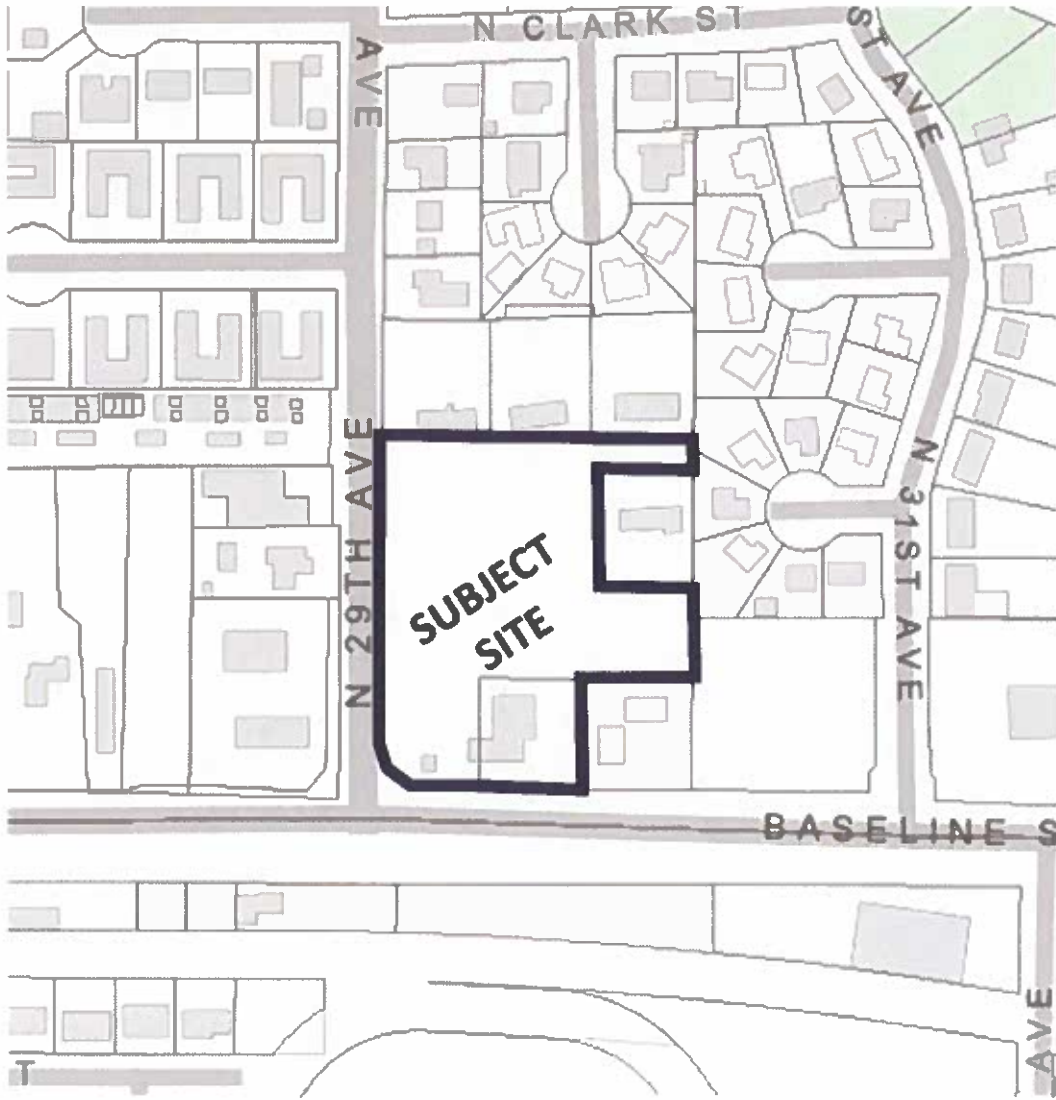 N CLARK ST
ST AVE
AVE
N 29TH AVE
N 31ST AVE
SUBJECT
SITE
BASELINE S
AVE
T